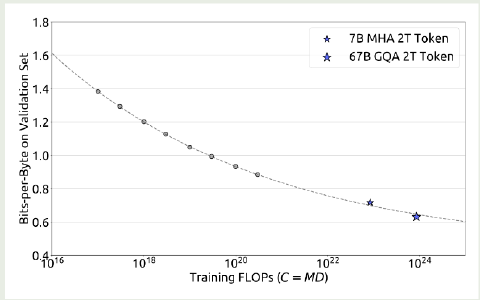 1.8
1.6
1.4
1.2
1.0
0.8
0.6
0.4
Bits-per-Byte on Validation Set
7B MHA 2T Token
67B GQA 2T Token
10^16 10^18 10^20 10^22 10^24
Training FLOPs (C = MD)